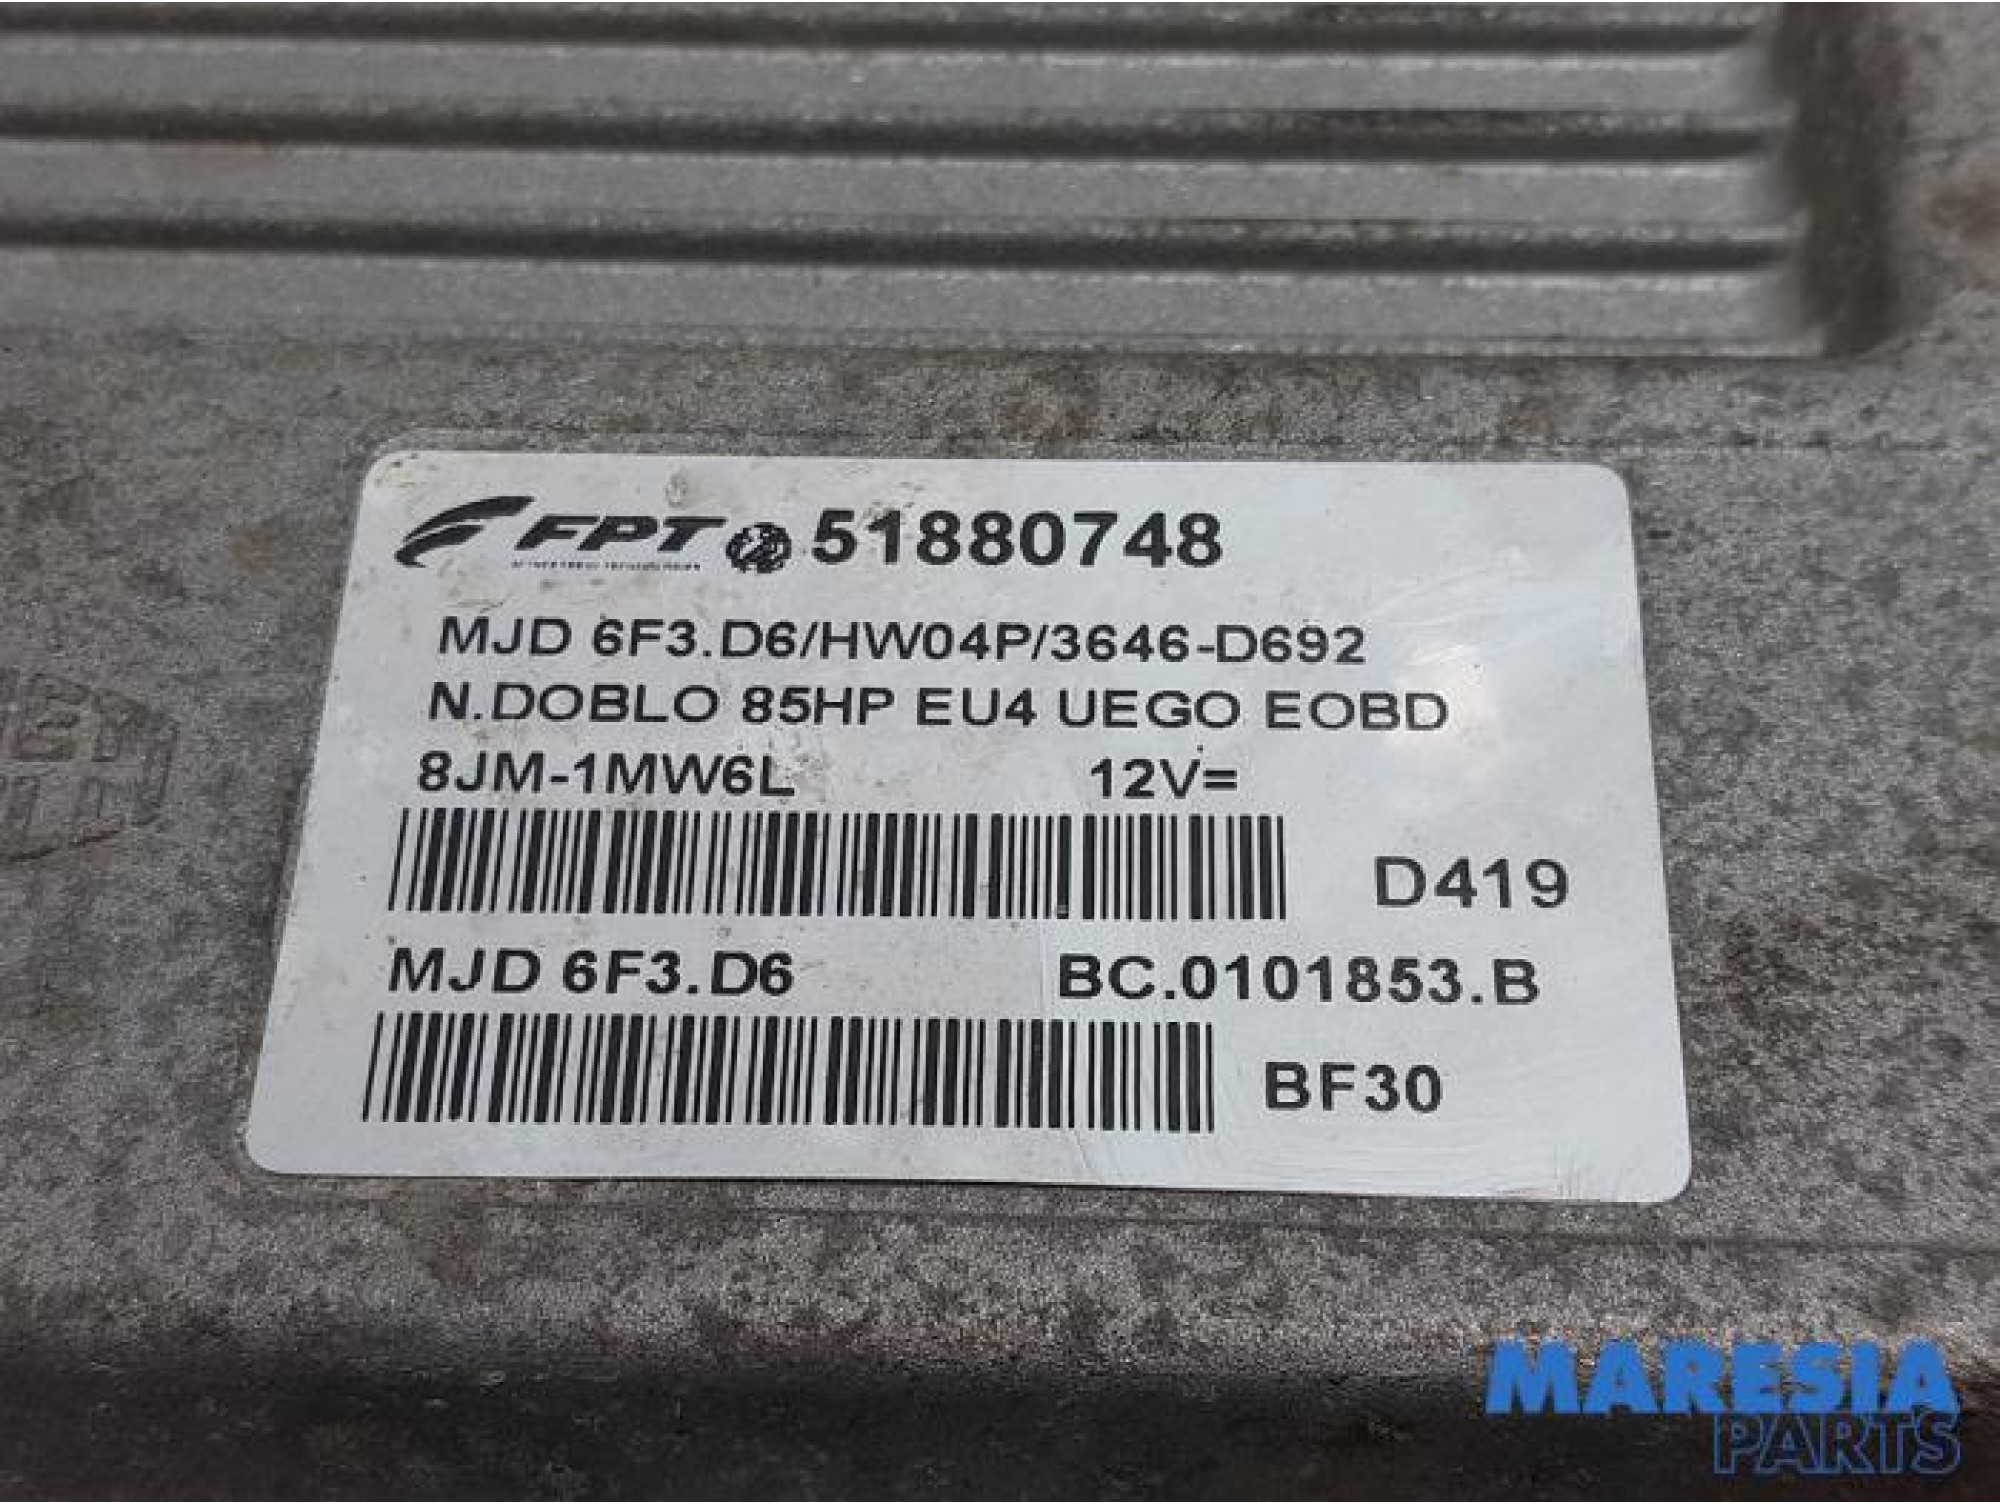 FPT 51880748
MJD 6F3.D6/HW04P/3646-D692
N.DOBLO 85HP EU4 UEGO EOBD
8JM-1MW6L 12V=
D419
MJD 6F3.D6 BC.0101853.B
BF30
MARESIA
PARTS